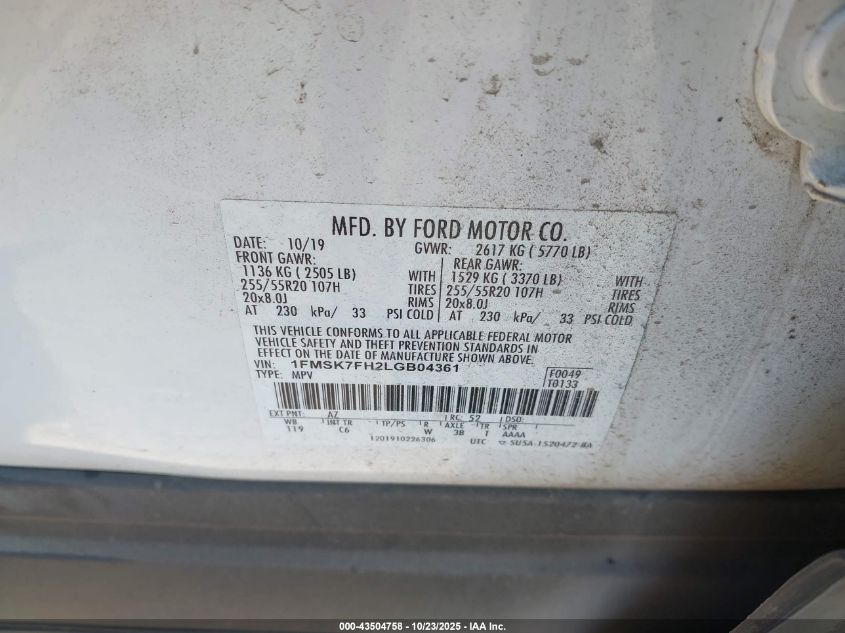 MFD. BY FORD MOTOR CO.
DATE: 10/19 GVWR: 2617 KG ( 5770 LB)
FRONT GAWR: REAR GAWR:
1136 KG ( 2505 LB) WITH 1529 KG ( 3370 LB) WITH
255/55R20 107H TIRES 255/55R20 107H TIRES
20x8.0J RIMS 20x8.0J RIMS
AT 230 kPa/ 33 PSI COLD AT 230 kPa/ 33 PSI COLD
THIS VEHICLE CONFORMS TO ALL APPLICABLE FEDERAL MOTOR
VEHICLE SAFETY AND THEFT PREVENTION STANDARDS IN
EFFECT ON THE DATE OF MANUFACTURE SHOWN ABOVE.
VIN: 1FMSK7FH2LGB04361 F0049
TYPE: MPV T0133
EXT PNT: AZ RC: 52 DSO:
WB INT TR TP/PS R AXLE TR SPR
119 C6 W 3B T AAAA
1201910226306 UTC 5U5A-1520472-BA
000-43504758 - 10/23/2025 - IAA Inc.